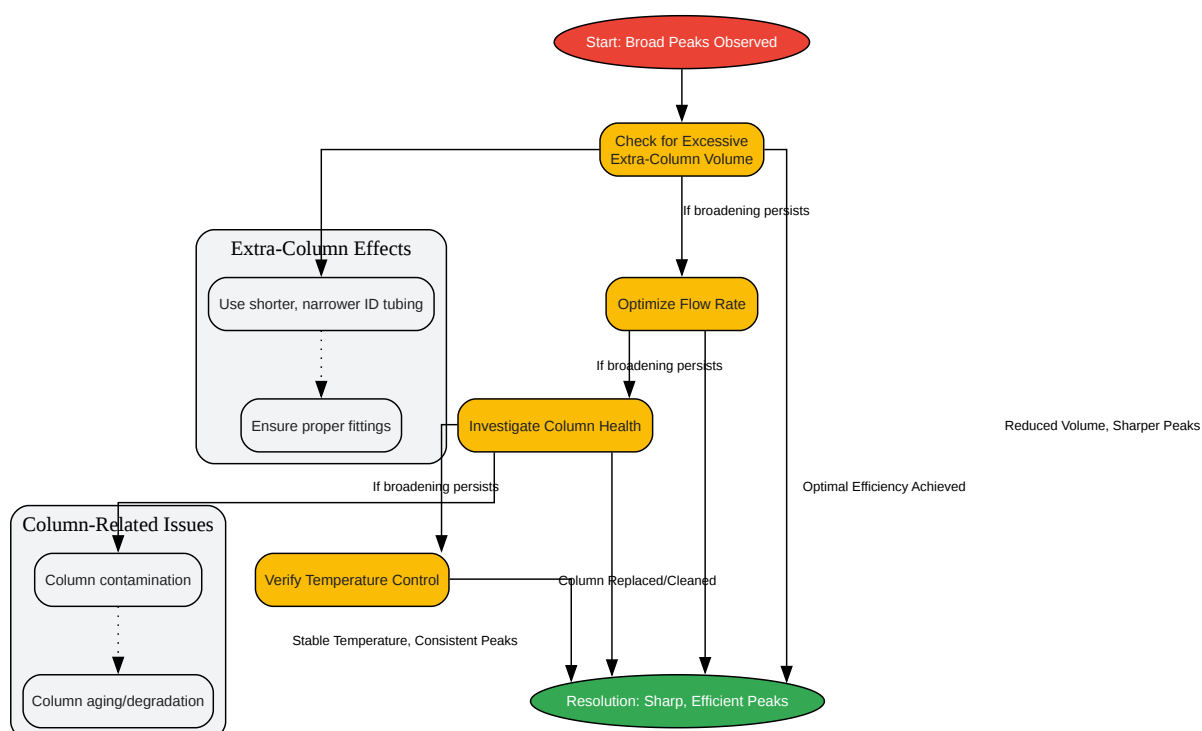 Start: Broad Peaks Observed
Check for Excessive
Extra-Column Volume
If broadening persists
Extra-Column Effects
Use shorter, narrower ID tubing
Optimize Flow Rate
If broadening persists
Ensure proper fittings
Investigate Column Health
Reduced Volume, Sharper Peaks
If broadening persists
Optimal Efficiency Achieved
Column-Related Issues
Column contamination
Verify Temperature Control
Column Replaced/Cleaned
Stable Temperature, Consistent Peaks
Column aging/degradation
Resolution: Sharp, Efficient Peaks